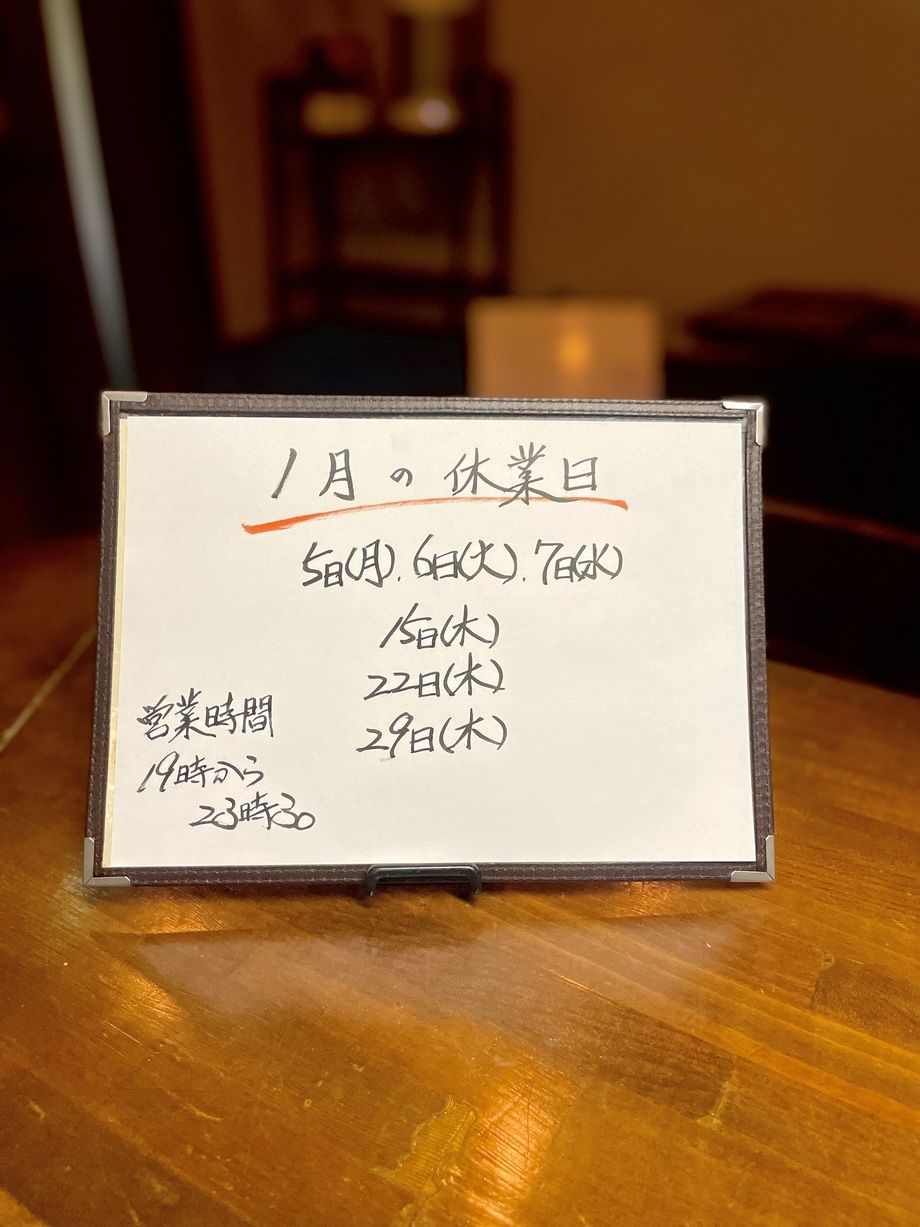 1月の休業日
5日(月).6日(火).7日(水)
15日(木)
22日(木)
29日(木)
営業時間
19時から
23時30